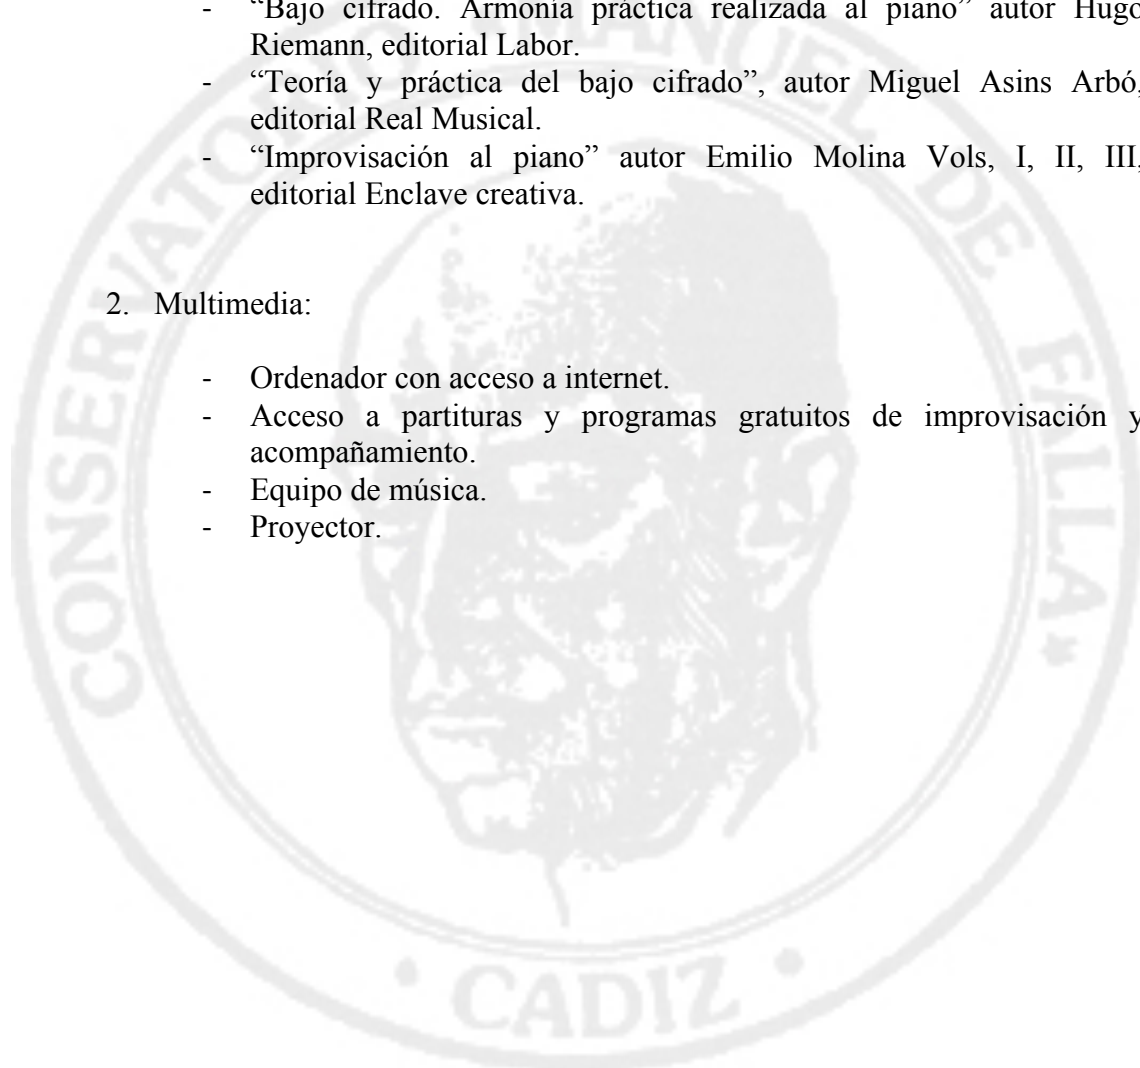 - “Bajo cifrado. Armonía práctica realizada al piano” autor Hugo
Riemann, editorial Labor.
- “Teoría y práctica del bajo cifrado”, autor Miguel Asins Arbó,
editorial Real Musical.
- “Improvisación al piano” autor Emilio Molina Vols, I, II, III,
editorial Enclave creativa.
2. Multimedia:
- Ordenador con acceso a internet.
- Acceso a partituras y programas gratuitos de improvisación y
acompañamiento.
- Equipo de música.
- Proyector.
CONSERVATORIO MANUEL DE FALLA
• CADIZ •